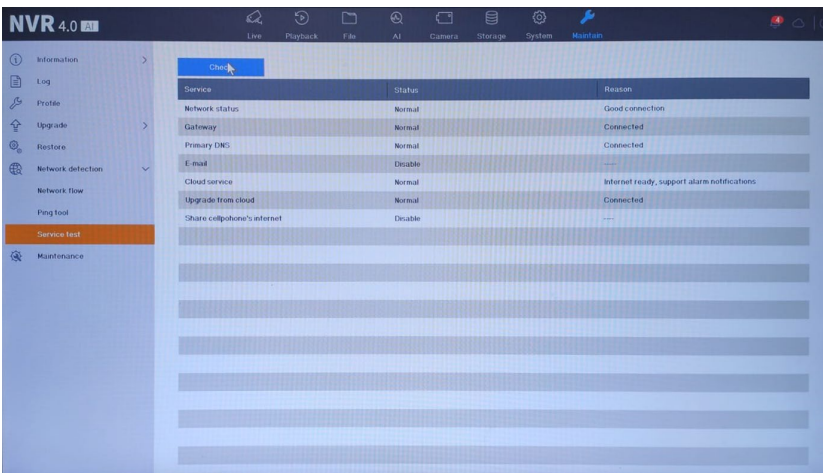 NVR 4.0 AI
Live Playback File AI Camera Storage System Maintain
4
Information
Log
Profile
Upgrade
Restore
Network detection
Network flow
Ping tool
Service test
Maintenance
Check
Service Status Reason
Network status Normal Good connection
Gateway Normal Connected
Primary DNS Normal Connected
E-mail Disable ----
Cloud service Normal Internet ready, support alarm notifications
Upgrade from cloud Normal Connected
Share cellphone's internet Disable ----